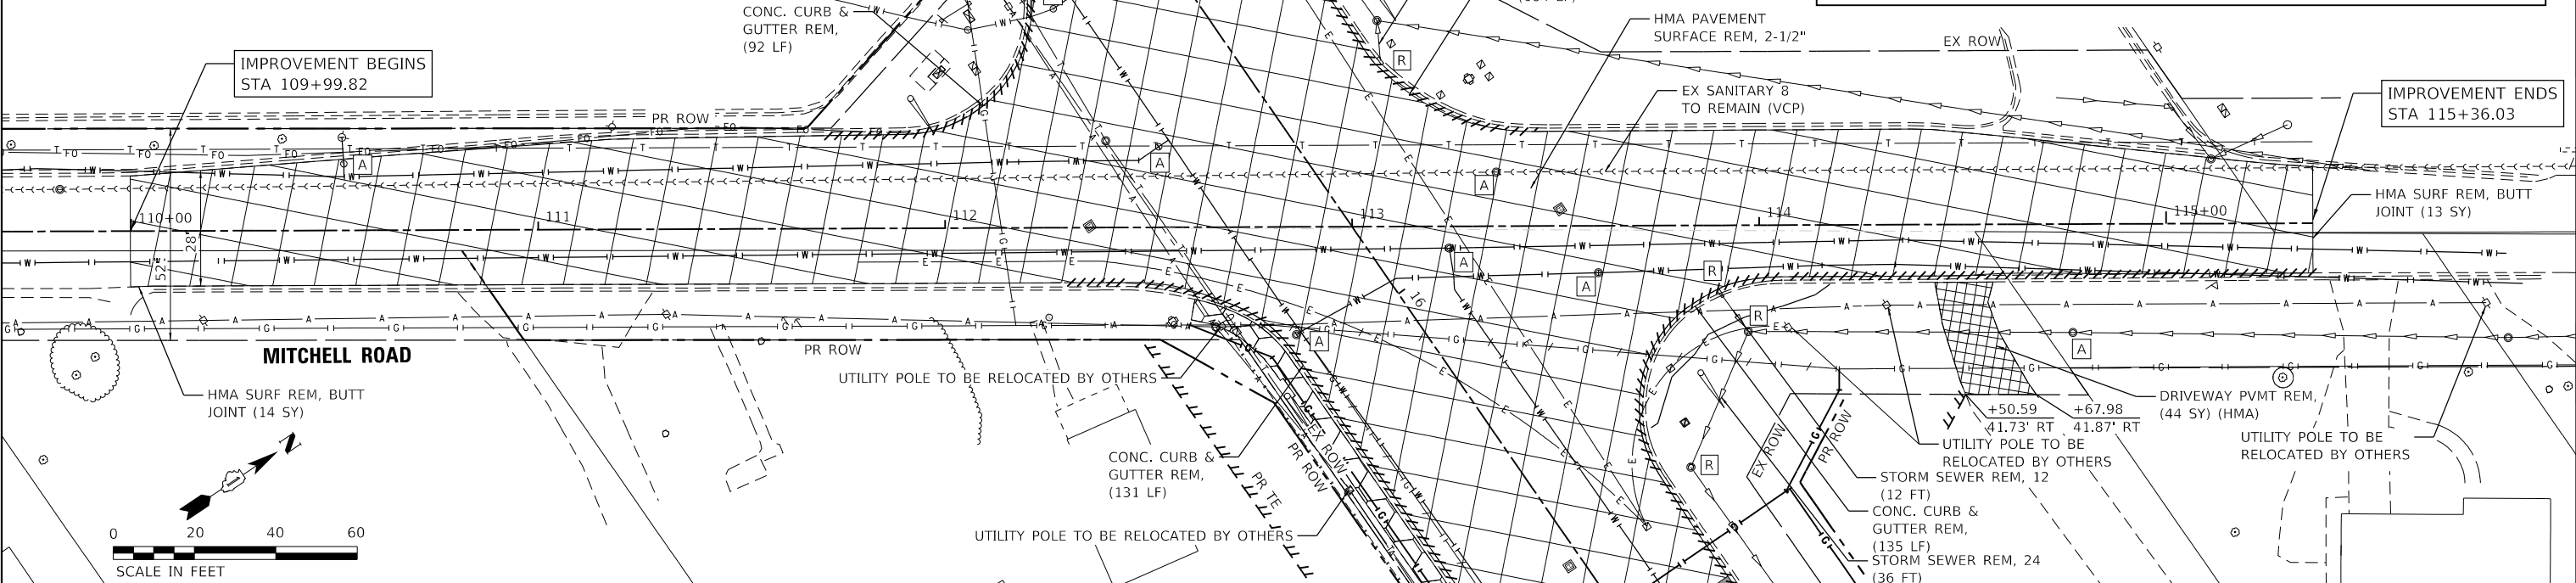 CONC. CURB &
GUTTER REM,
(92 LF)
HMA PAVEMENT
SURFACE REM, 2-1/2"
EX ROW
IMPROVEMENT BEGINS
STA 109+99.82
IMPROVEMENT ENDS
STA 115+36.03
EX SANITARY 8
TO REMAIN (VCP)
PR ROW
R
A
A
A
HMA SURF REM, BUTT
JOINT (13 SY)
110+00
111
112
113
114
115+00
28'
52'
A
A
R
16
R
A
A
MITCHELL ROAD
PR ROW
UTILITY POLE TO BE RELOCATED BY OTHERS
HMA SURF REM, BUTT
JOINT (14 SY)
DRIVEWAY PVMT REM,
(44 SY) (HMA)
+50.59
41.73' RT
+67.98
41.87' RT
UTILITY POLE TO BE
RELOCATED BY OTHERS
UTILITY POLE TO BE
RELOCATED BY OTHERS
N
CONC. CURB &
GUTTER REM,
(131 LF)
EX ROW
PR ROW
PR TE
R
EX ROW
PR ROW
STORM SEWER REM, 12
(12 FT)
CONC. CURB &
GUTTER REM,
(135 LF)
STORM SEWER REM, 24
(36 FT)
UTILITY POLE TO BE RELOCATED BY OTHERS
0 20 40 60
SCALE IN FEET